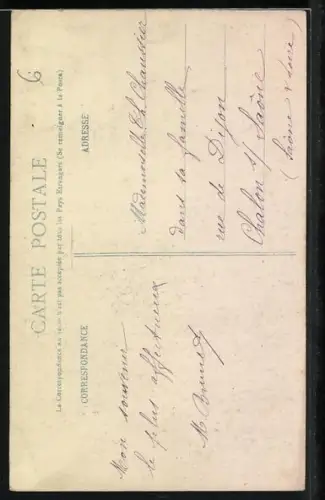 6
CARTE POSTALE
La Correspondance au recto n'est pas acceptée par tous les Pays Etrangers (Se renseigner à la Poste)
CORRESPONDANCE
ADRESSE
Mon souvenir
le plus affectueux
M. Brunet
Mademoiselle Ch. Chaussier
dans sa famille
rue de Dijon
Chalon s/ Saône
(Saône & Loire)